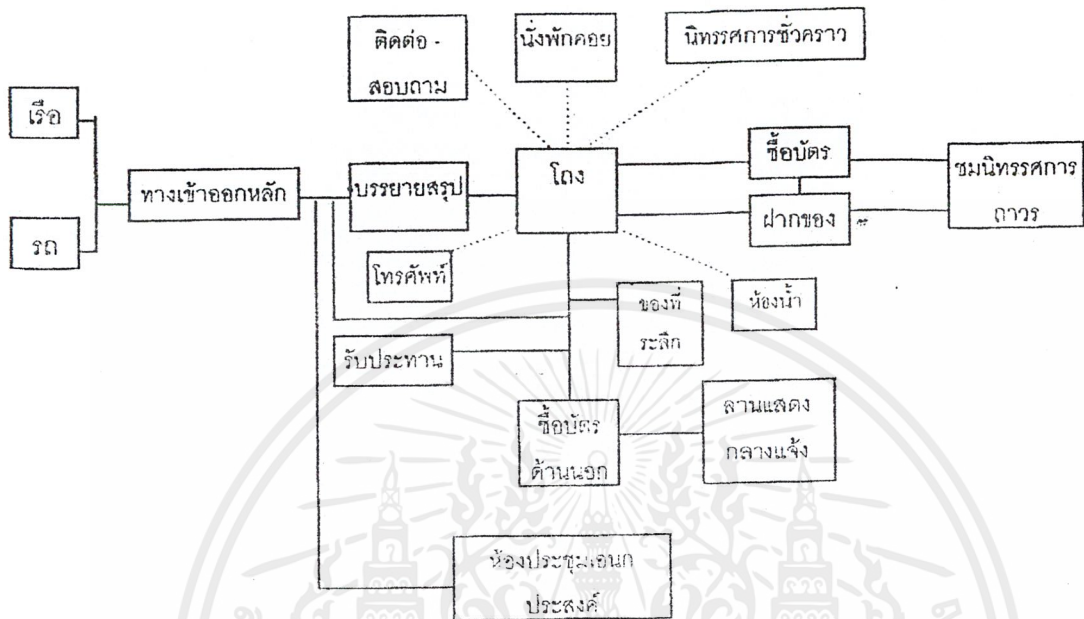 ติดต่อ -
สอบถาม
นั่งพักคอย
นิทรรศการชั่วคราว
เรือ
รถ
ทางเข้าออกหลัก
บรรยายสรุป
โถง
ซื้อบัตร
ฝากของ
ชมนิทรรศการ
ถาวร
โทรศัพท์
ของที่
ระลึก
ห้องน้ำ
รับประทาน
ซื้อบัตร
ด้านนอก
ลานแสดง
กลางแจ้ง
ห้องประชุมเอนก
ประสงค์